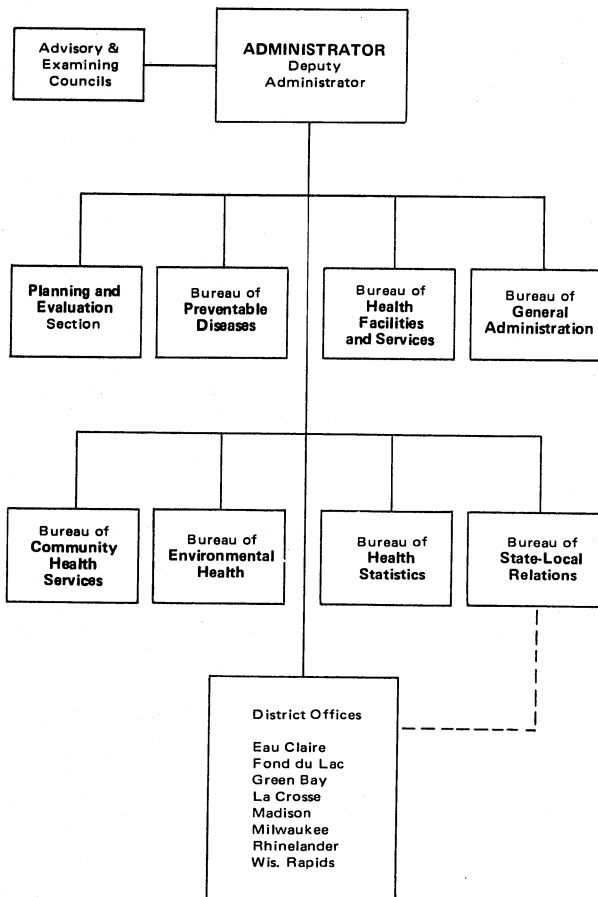 Advisory &
Examining
Councils
ADMINISTRATOR
Deputy
Administrator
Planning and
Evaluation
Section
Bureau of
Preventable
Diseases
Bureau of
Health
Facilities
and Services
Bureau of
General
Administration
Bureau of
Community
Health
Services
Bureau of
Environmental
Health
Bureau of
Health
Statistics
Bureau of
State-Local
Relations
District Offices
Eau Claire
Fond du Lac
Green Bay
La Crosse
Madison
Milwaukee
Rhinelander
Wis. Rapids